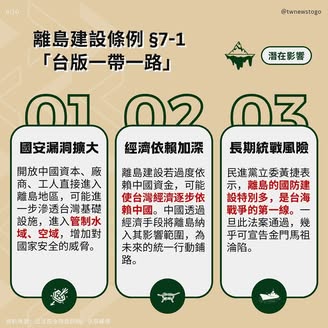 @twnewstogo
離島建設條例 §7-1
「台版一帶一路」
潛在影響
01
02
03
國安漏洞擴大
經濟依賴加深
長期統戰風險
開放中國資本、廠
商、工人直接進入
離島地區,可能進
一步滲透台灣基礎
設施,進入管制水
域、空域,增加對
國家安全的威脅。
離島建設若過度依
賴中國資金,可能
使台灣經濟逐步依
賴中國。中國透過
經濟手段將離島納
入其影響範圍,為
未來的統一行動鋪
路。
民進黨立委黃捷表
示,離島的國防建
設特別多,是台海
戰爭的第一線。一
旦此法案通過,幾
乎可宣告金門馬祖
淪陷。